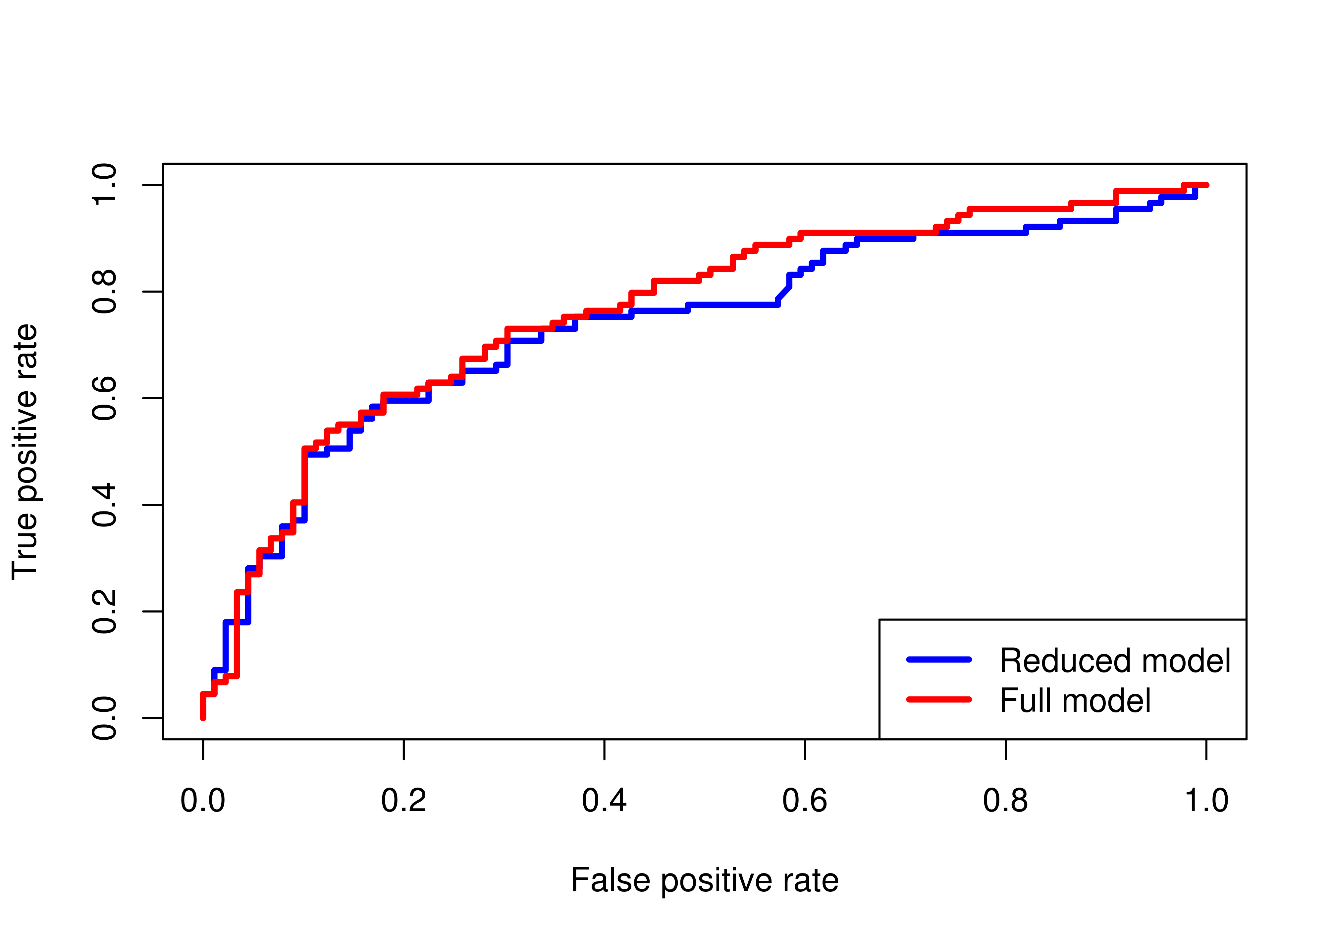 True positive rate
1.0
0.8
0.6
0.4
0.2
0.0
Reduced model
Full model
0.0 0.2 0.4 0.6 0.8 1.0
False positive rate